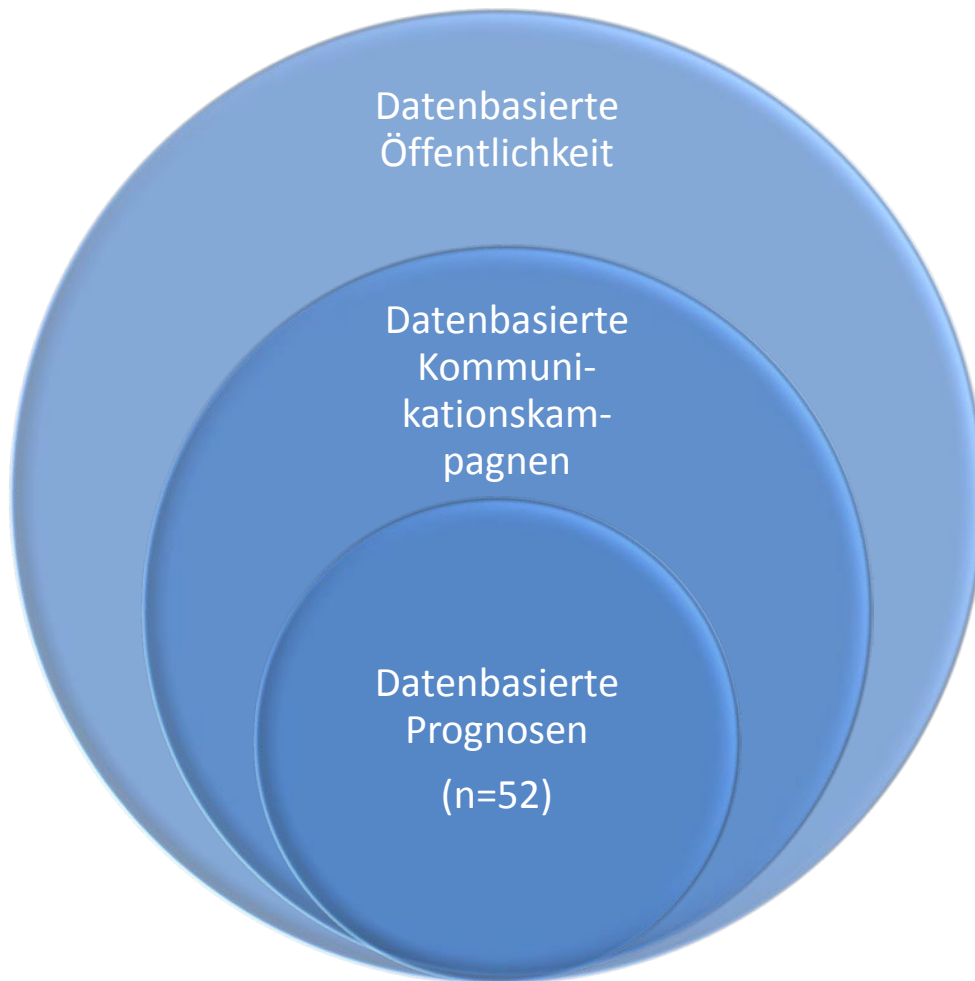 Datenbasierte
Öffentlichkeit
Datenbasierte
Kommuni-
kationskam-
pagnen
Datenbasierte
Prognosen
(n=52)